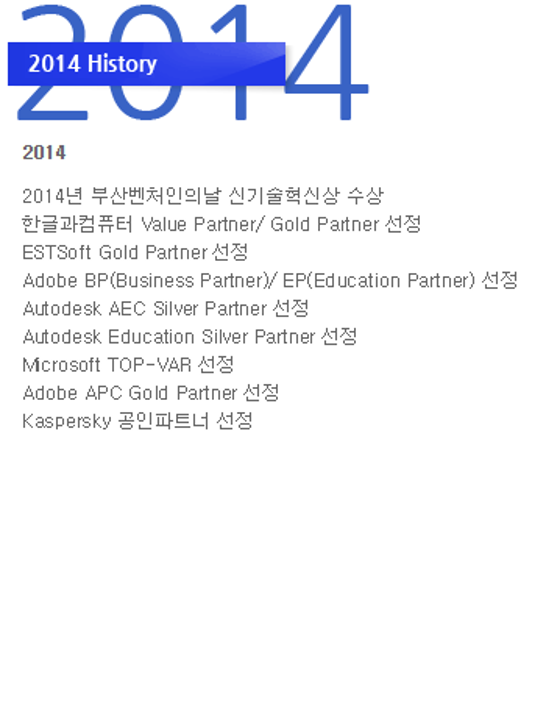 2014
2014 History
2014
2014년 부산벤처인의날 신기술혁신상 수상
한글과컴퓨터 Value Partner/ Gold Partner 선정
ESTSoft Gold Partner 선정
Adobe BP(Business Partner)/ EP(Education Partner) 선정
Autodesk AEC Silver Partner 선정
Autodesk Education Silver Partner 선정
Microsoft TOP-VAR 선정
Adobe APC Gold Partner 선정
Kaspersky 공인파트너 선정